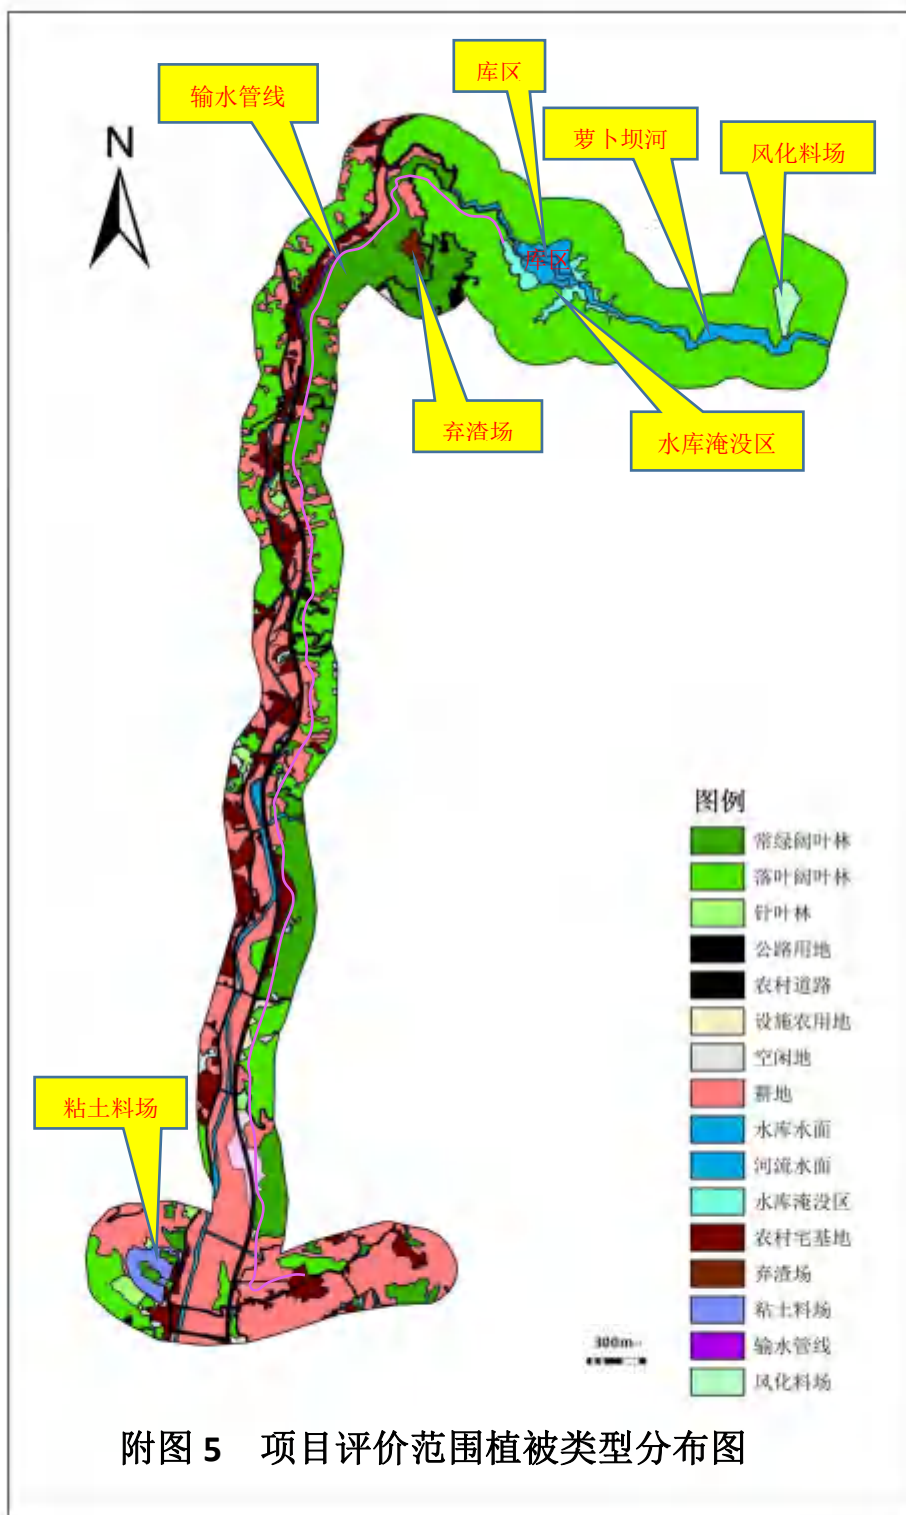 库区
输水管线
萝卜坝河
风化料场
N
库区
弃渣场
水库淹没区
图例
常绿阔叶林
落叶阔叶林
针叶林
公路用地
农村道路
设施农用地
空闲地
耕地
水库水面
河流水面
水库淹没区
农村宅基地
弃渣场
粘土料场
输水管线
风化料场
粘土料场
300m
附图 5 项目评价范围植被类型分布图